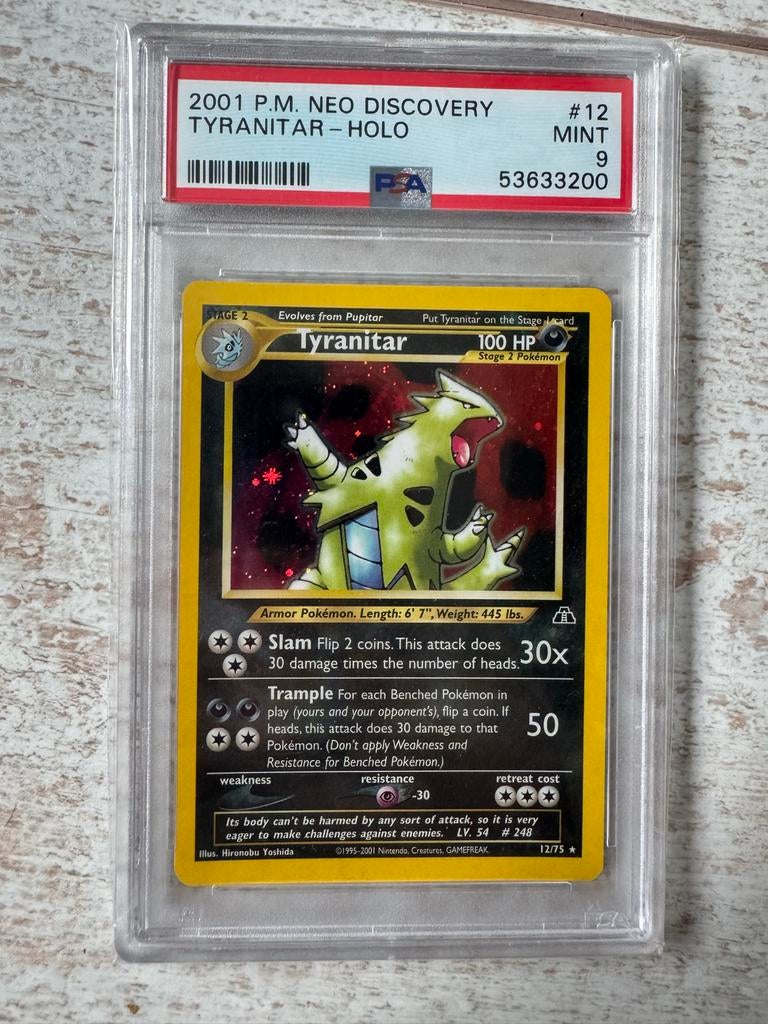 2001 P.M. NEO DISCOVERY #12
TYRANITAR - HOLO MINT
9
PSA 53633200
STAGE 2 Evolves from Pupitar Put Tyranitar on the Stage 1 card
Tyranitar 100 HP
Stage 2 Pokémon
Armor Pokémon. Length: 6' 7", Weight: 445 lbs.
Slam Flip 2 coins. This attack does
30 damage times the number of heads. 30x
Trample For each Benched Pokémon in
play (yours and your opponent's), flip a coin. If
heads, this attack does 30 damage to that
Pokémon. (Don't apply Weakness and
Resistance for Benched Pokémon.)
50
weakness resistance retreat cost
-30
Its body can't be harmed by any sort of attack, so it is very
eager to make challenges against enemies. LV. 54 # 248
Illus. Hironobu Yoshida ©1995-2001 Nintendo, Creatures, GAMEFREAK. 12/75 ★